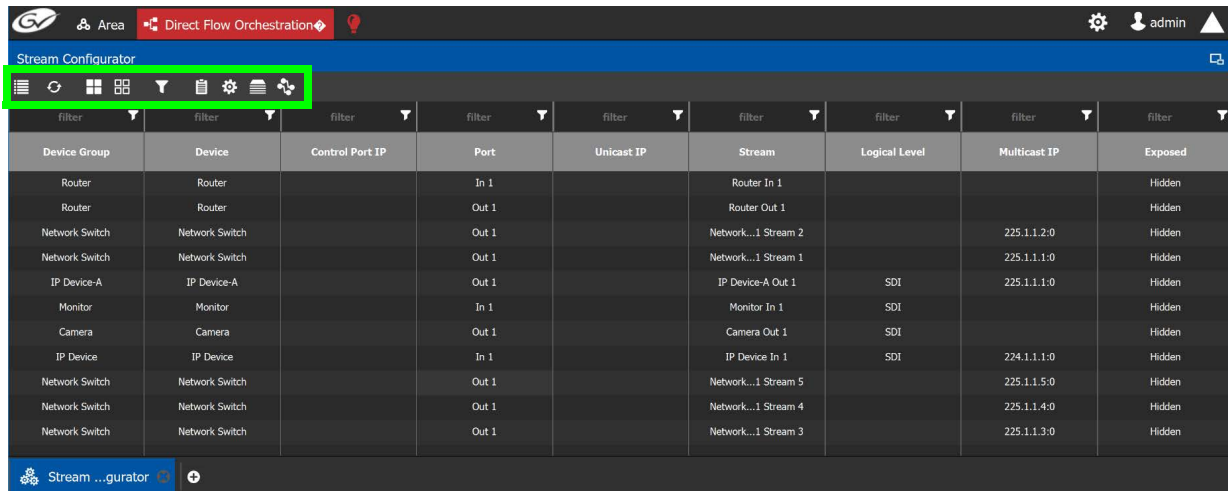 GV Area Direct Flow Orchestration� admin
Stream Configurator
filter filter filter filter filter filter filter filter filter
Device Group Device Control Port IP Port Unicast IP Stream Logical Level Multicast IP Exposed
Router Router In 1 Router In 1 Hidden
Router Router Out 1 Router Out 1 Hidden
Network Switch Network Switch Out 1 Network...1 Stream 2 225.1.1.2:0 Hidden
Network Switch Network Switch Out 1 Network...1 Stream 1 225.1.1.1:0 Hidden
IP Device-A IP Device-A Out 1 IP Device-A Out 1 SDI 225.1.1.1:0 Hidden
Monitor Monitor In 1 Monitor In 1 SDI Hidden
Camera Camera Out 1 Camera Out 1 SDI Hidden
IP Device IP Device In 1 IP Device In 1 SDI 224.1.1.1:0 Hidden
Network Switch Network Switch Out 1 Network...1 Stream 5 225.1.1.5:0 Hidden
Network Switch Network Switch Out 1 Network...1 Stream 4 225.1.1.4:0 Hidden
Network Switch Network Switch Out 1 Network...1 Stream 3 225.1.1.3:0 Hidden
Stream ...gurator